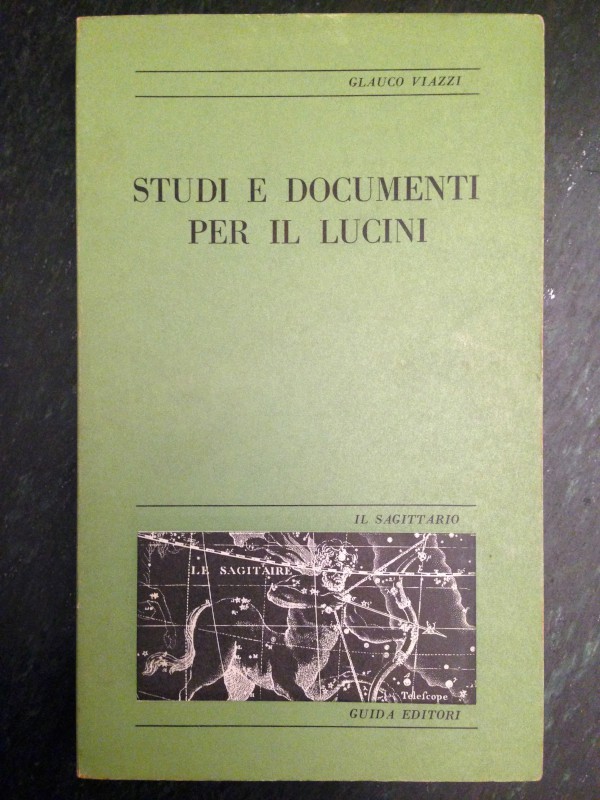 GLAUCO VIAZZI
STUDI E DOCUMENTI
PER IL LUCINI
IL SAGITTARIO
LE SAGITAIRE
Teleſcope
GUIDA EDITORI